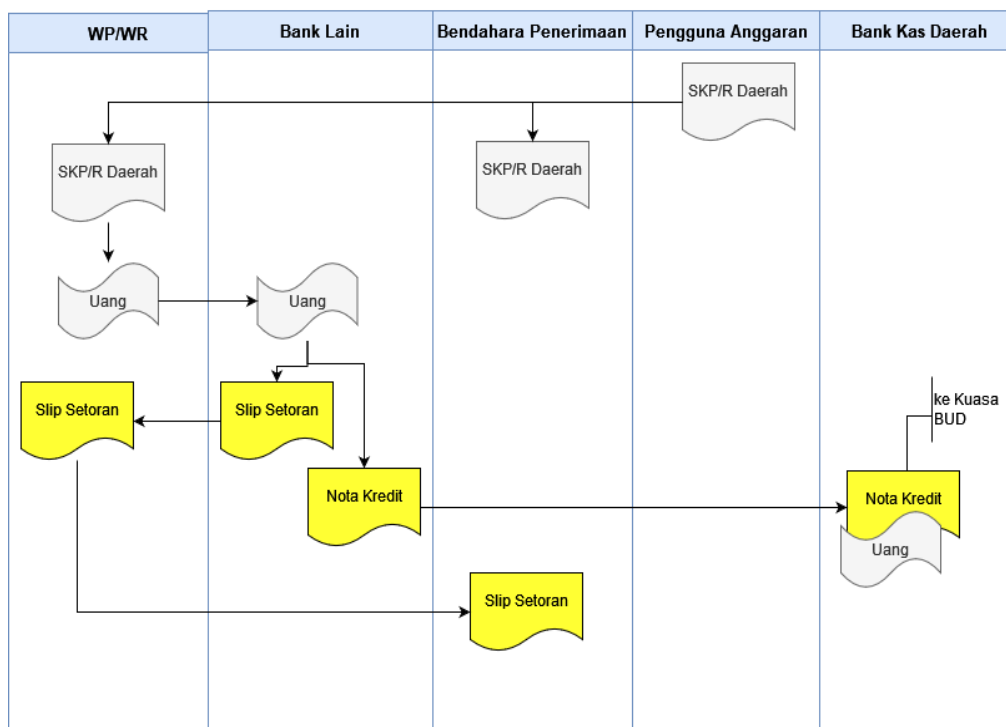 WP/WR
Bank Lain
Bendahara Penerimaan
Pengguna Anggaran
Bank Kas Daerah
SKP/R Daerah
SKP/R Daerah
SKP/R Daerah
Uang
Uang
Slip Setoran
Slip Setoran
ke Kuasa
BUD
Nota Kredit
Nota Kredit
Uang
Slip Setoran